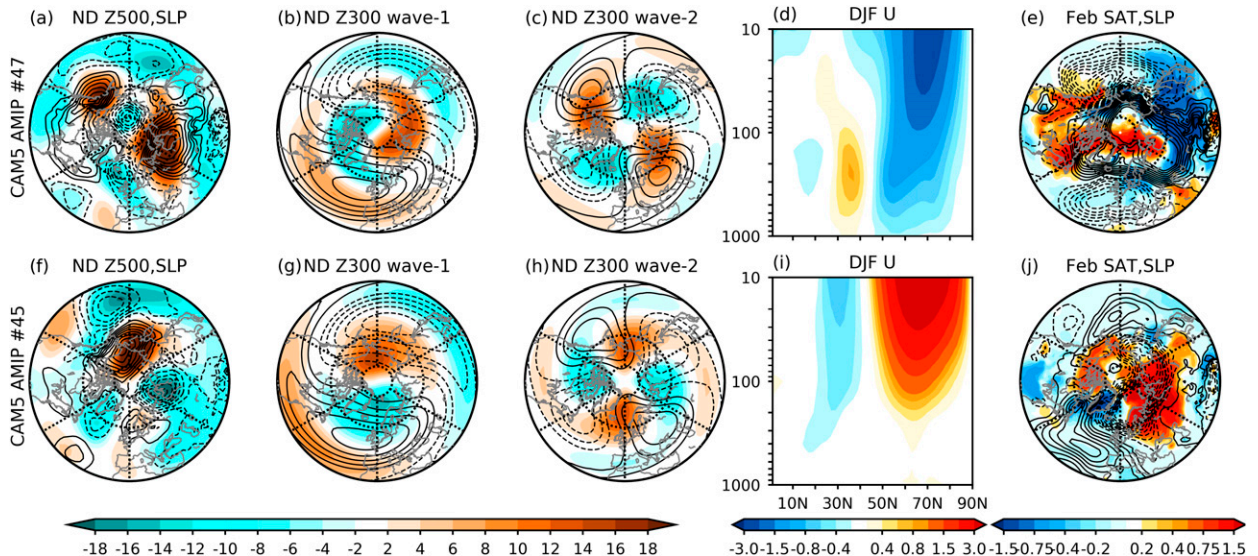 (a) ND Z500,SLP (b) ND Z300 wave-1 (c) ND Z300 wave-2 (d) DJF U (e) Feb SAT,SLP
CAM5 AMIP #47
10
100
1000
(f) ND Z500,SLP (g) ND Z300 wave-1 (h) ND Z300 wave-2 (i) DJF U (j) Feb SAT,SLP
CAM5 AMIP #45
10
100
1000
10N 30N 50N 70N 90N
-18 -16 -14 -12 -10 -8 -6 -4 -2 2 4 6 8 10 12 14 16 18
-3.0 -1.5 -0.8 -0.4 0.4 0.8 1.5 3.0
-1.5 -0.75 -0.4 -0.2 0.2 0.4 0.75 1.5